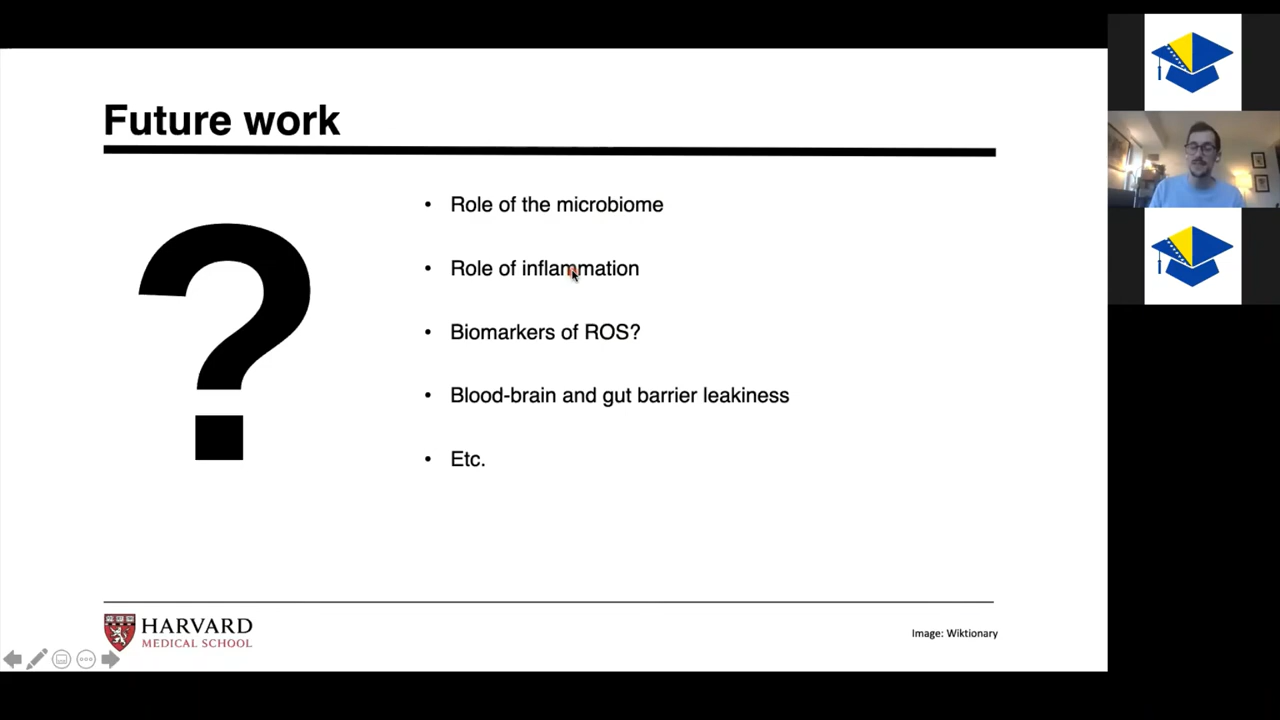 Future work
• Role of the microbiome
• Role of inflammation
• Biomarkers of ROS?
• Blood-brain and gut barrier leakiness
• Etc.
HARVARD
MEDICAL SCHOOL
Image: Wiktionary